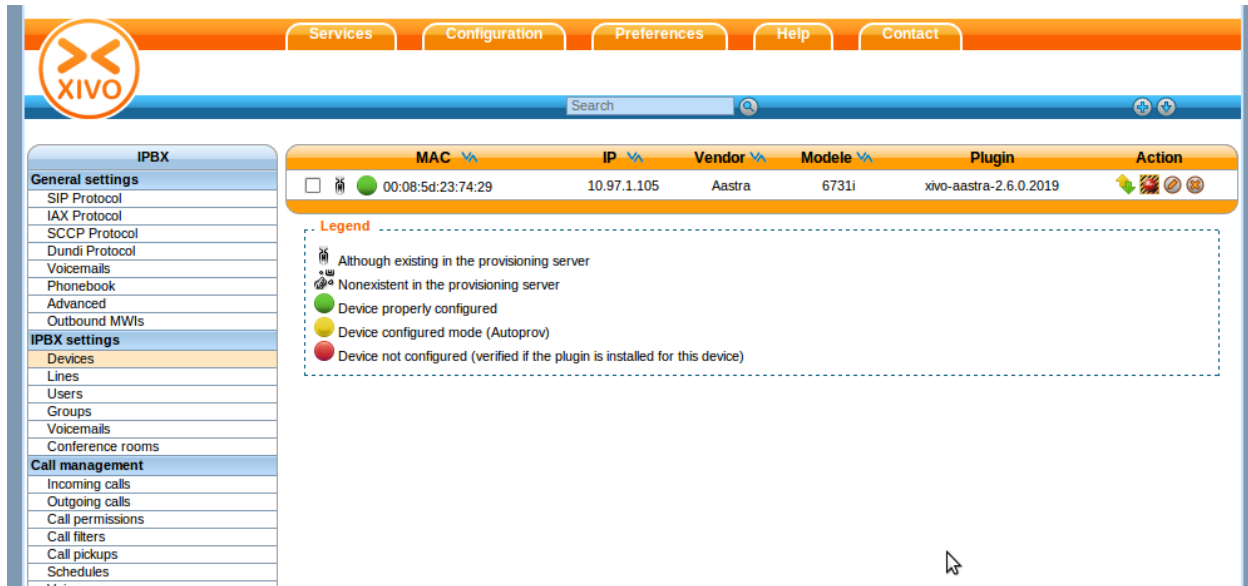 Services Configuration Preferences Help Contact
XIVO
Search
IPBX
General settings
SIP Protocol
IAX Protocol
SCCP Protocol
Dundi Protocol
Voicemails
Phonebook
Advanced
Outbound MWIs
IPBX settings
Devices
Lines
Users
Groups
Voicemails
Conference rooms
Call management
Incoming calls
Outgoing calls
Call permissions
Call filters
Call pickups
Schedules
MAC IP Vendor Modele Plugin Action
00:08:5d:23:74:29 10.97.1.105 Aastra 6731i xivo-aastra-2.6.0.2019
Legend
Although existing in the provisioning server
Nonexistent in the provisioning server
Device properly configured
Device configured mode (Autoprov)
Device not configured (verified if the plugin is installed for this device)